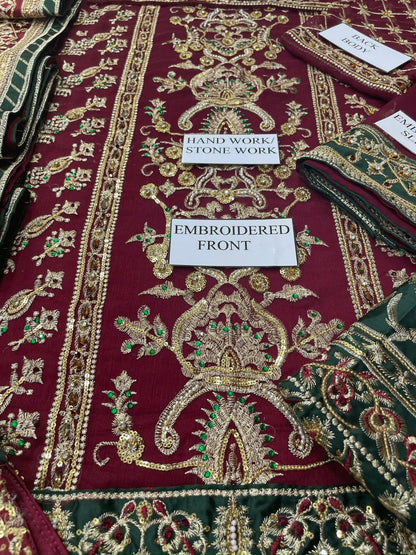 BACK
BODY
HAND WORK/
STONE WORK
EMBROIDERED
FRONT